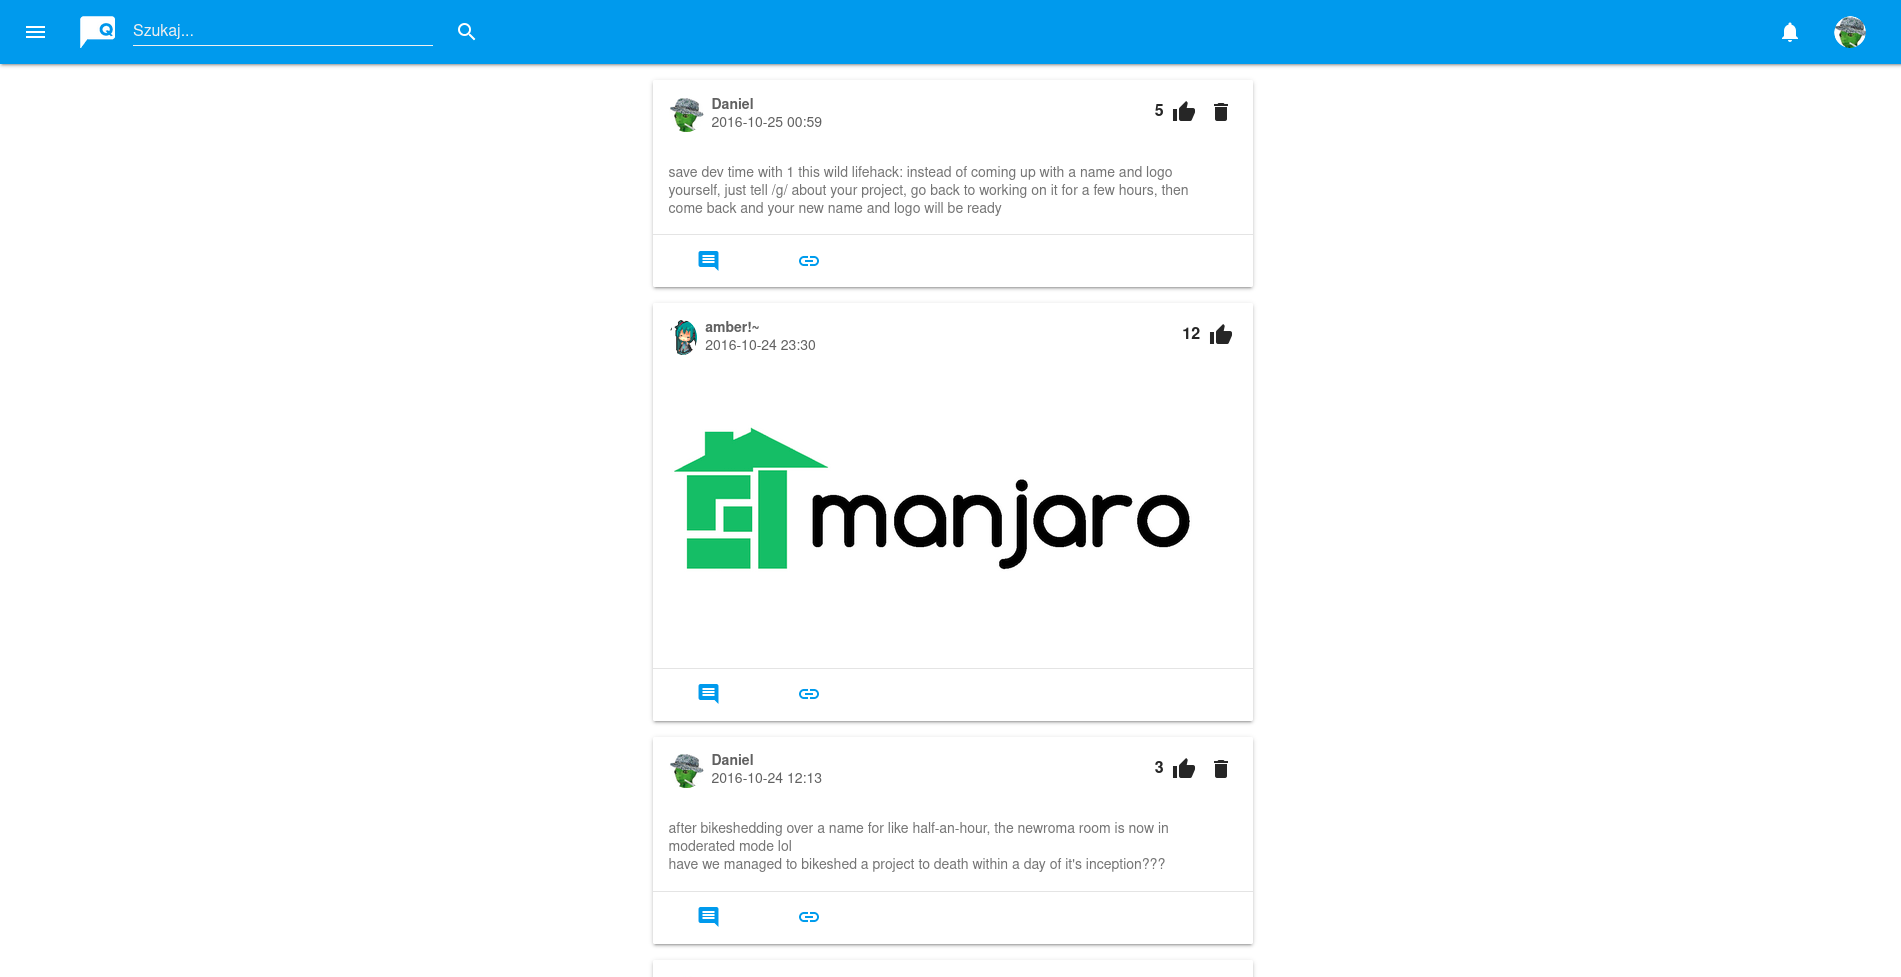 Szukaj...
Daniel
2016-10-25 00:59
5
save dev time with 1 this wild lifehack: instead of coming up with a name and logo
yourself, just tell /g/ about your project, go back to working on it for a few hours, then
come back and your new name and logo will be ready
amber!~
2016-10-24 23:30
12
manjaro
Daniel
2016-10-24 12:13
3
after bikeshedding over a name for like half-an-hour, the newroma room is now in
moderated mode lol
have we managed to bikeshed a project to death within a day of it's inception???